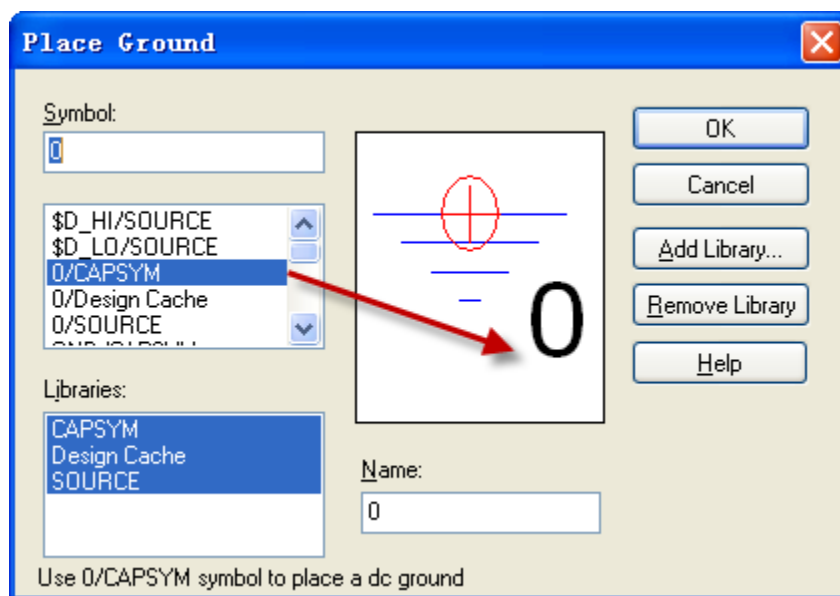 Place Ground
Symbol:
0
$D_HI/SOURCE
$D_LO/SOURCE
0/CAPSYM
0/Design Cache
0/SOURCE
0
OK
Cancel
Add Library...
Remove Library
Help
Libraries:
CAPSYM
Design Cache
SOURCE
Name:
0
Use 0/CAPSYM symbol to place a dc ground